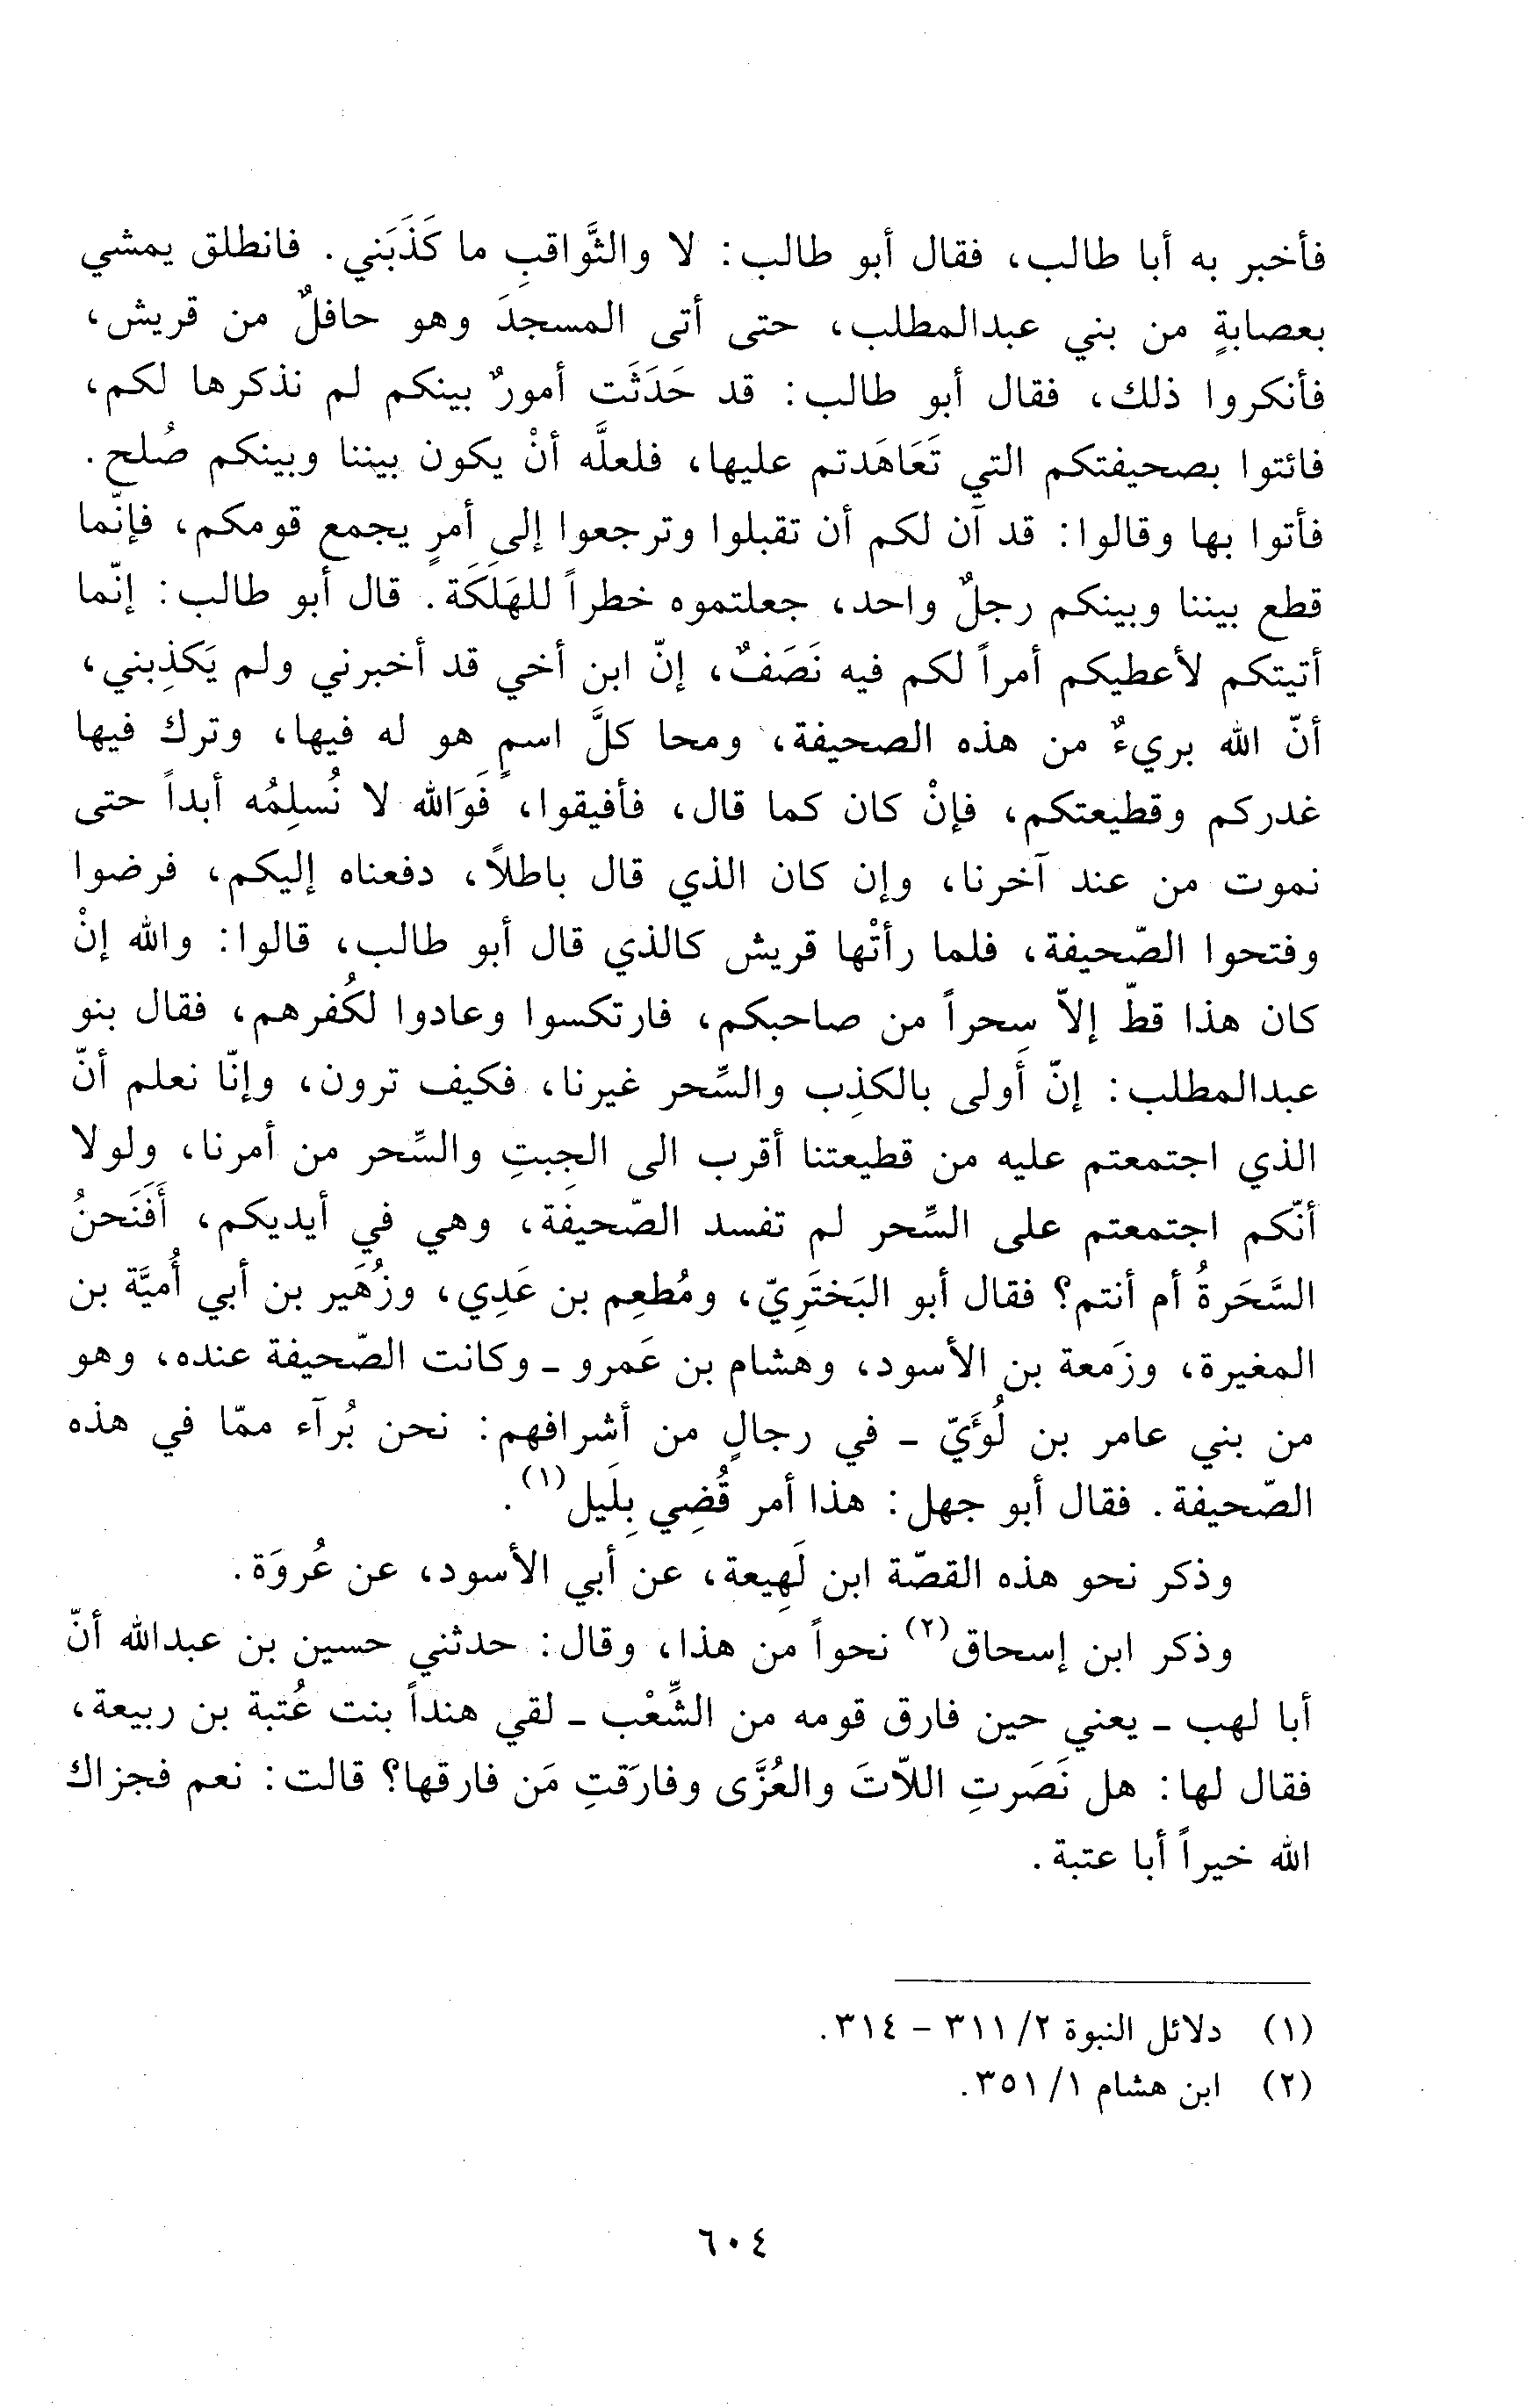 فأخبر به أبا طالب، فقال أبو طالب: لا والثَّواقبِ ما كَذَبَني. فانطلق يمشي
بعصابةٍ من بني عبدالمطلب، حتى أتى المسجدَ وهو حافلٌ من قريش،
فأنكروا ذلك، فقال أبو طالب: قد حَدَثَت أمورٌ بينكم لم نذكرها لكم،
فائتوا بصحيفتكم التي تَعَاهَدتم عليها، فلعلَّه أنْ يكون بيننا وبينكم صُلح.
فأتوا بها وقالوا: قد آن لكم أن تقبلوا وترجعوا إلى أمرٍ يجمع قومكم، فإنّما
قطع بيننا وبينكم رجلٌ واحد، جعلتموه خطراً للهَلَكَة. قال أبو طالب: إنّما
أتيتكم لأعطيكم أمراً لكم فيه نَصَفٌ، إنّ ابن أخي قد أخبرني ولم يَكذِبني،
أنّ الله بريءٌ من هذه الصحيفة، ومحا كلَّ اسمٍ هو له فيها، وترك فيها
غدركم وقطيعتكم، فإنْ كان كما قال، فأفيقوا، فَوَالله لا نُسلِمُه أبداً حتى
نموت من عند آخرنا، وإن كان الذي قال باطلاً، دفعناه إليكم، فرضوا
وفتحوا الصّحيفة، فلما رأتْها قريش كالذي قال أبو طالب، قالوا: والله إنْ
كان هذا قطّ إلاّ سِحراً من صاحبكم، فارتكسوا وعادوا لكُفرهم، فقال بنو
عبدالمطلب: إنّ أَولى بالكذِب والسِّحر غيرنا، فكيف ترون، وإنّا نعلم أنّ
الذي اجتمعتم عليه من قطيعتنا أقرب الى الجِبتِ والسِّحر من أمرنا، ولولا
أنّكم اجتمعتم على السِّحر لم تفسد الصّحيفة، وهي في أيديكم، أَفَنَحنُ
السَّحَرةُ أم أنتم؟ فقال أبو البَختَرِيّ، ومُطعِم بن عَدِي، وزُهَير بن أبي أُميَّة بن
المغيرة، وزَمعة بن الأسود، وهشام بن عَمرو ـ وكانت الصّحيفة عنده، وهو
من بني عامر بن لُؤَيّ ـ في رجالٍ من أشرافهم: نحن بُرآء ممّا في هذه
الصّحيفة. فقال أبو جهل: هذا أمر قُضِي بِلَيل(١).
وذكر نحو هذه القصّة ابن لَهِيعة، عن أبي الأسود، عن عُروَة.
وذكر ابن إسحاق(٢) نحواً من هذا، وقال: حدثني حسين بن عبدالله أنّ
أبا لهب ـ يعني حين فارق قومه من الشِّعْب ـ لقي هنداً بنت عُتبة بن ربيعة،
فقال لها: هل نَصَرتِ اللاّتَ والعُزَّى وفارَقتِ مَن فارقها؟ قالت: نعم فجزاك
الله خيراً أبا عتبة.
(١) دلائل النبوة ٢/ ٣١١ – ٣١٤.
(٢) ابن هشام ١/ ٣٥١.
٦٠٤